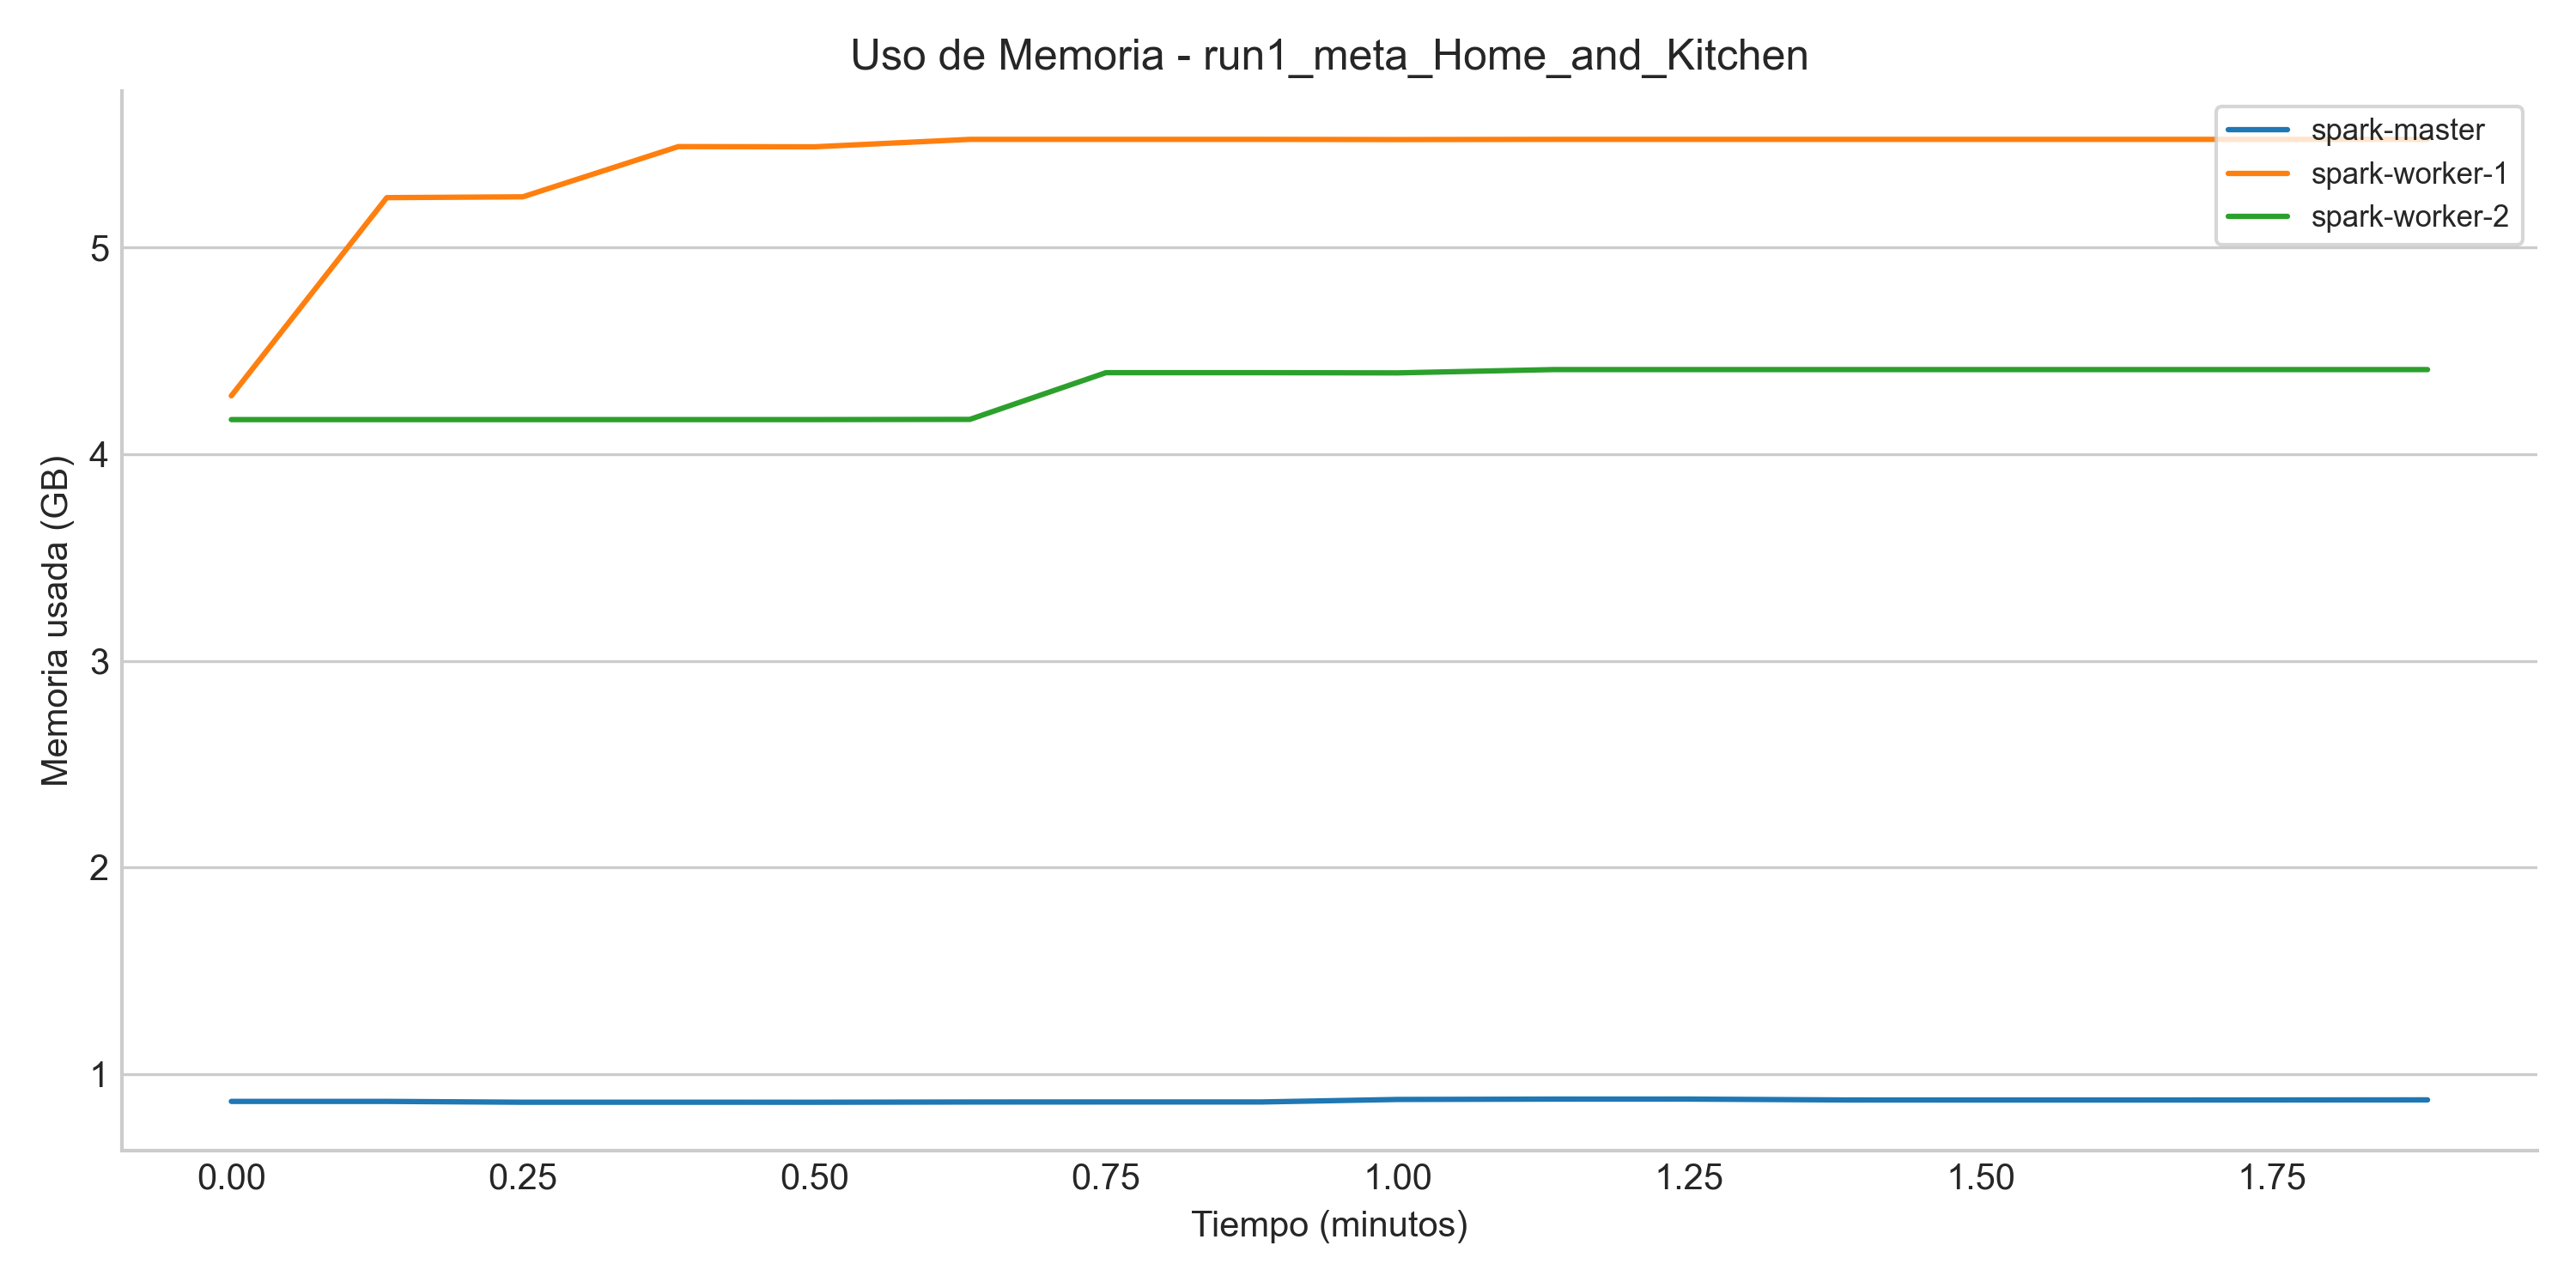 Uso de Memoria - run1_meta_Home_and_Kitchen
spark-master
spark-worker-1
spark-worker-2
Memoria usada (GB)
5
4
3
2
1
0.00 0.25 0.50 0.75 1.00 1.25 1.50 1.75
Tiempo (minutos)